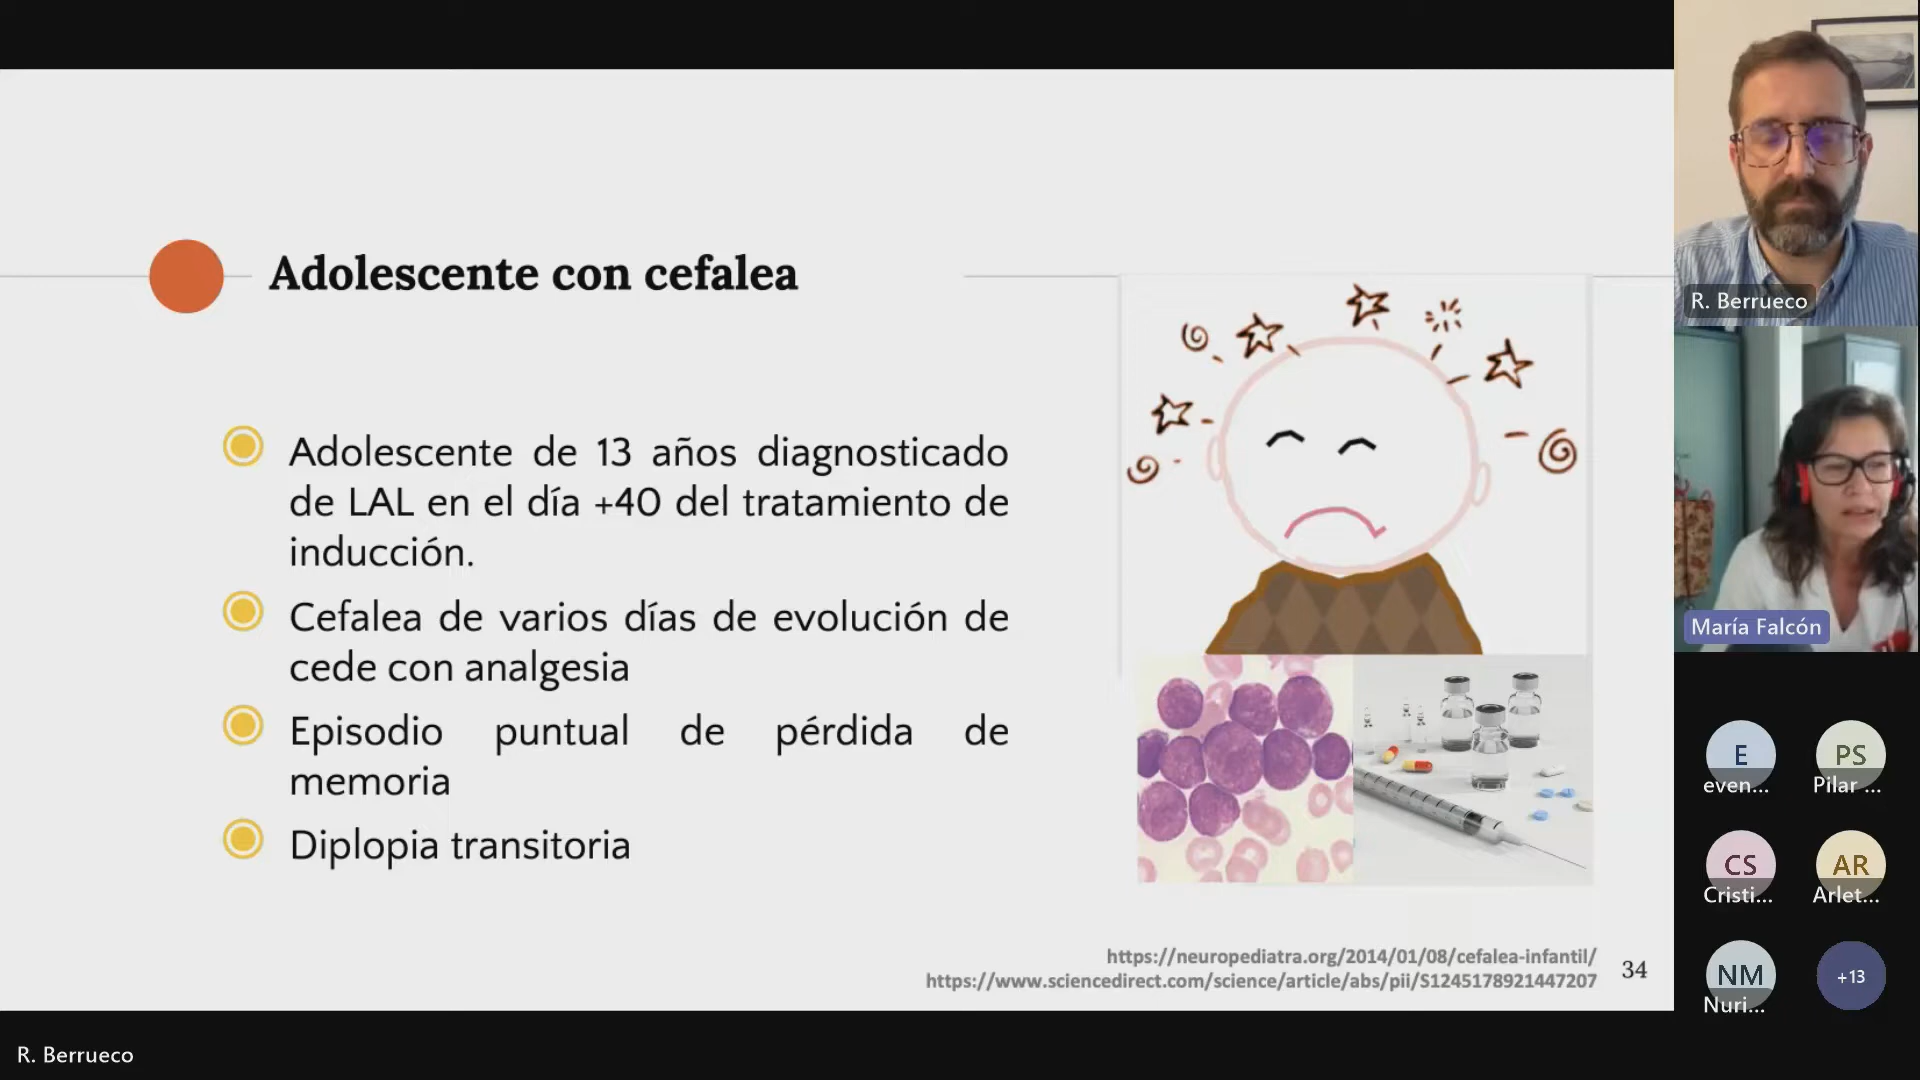 Adolescente con cefalea
Adolescente de 13 años diagnosticado
de LAL en el día +40 del tratamiento de
inducción.
Cefalea de varios días de evolución de
cede con analgesia
Episodio puntual de pérdida de
memoria
Diplopia transitoria
https://neuropediatra.org/2014/01/08/cefalea-infantil/
https://www.sciencedirect.com/science/article/abs/pii/S1245178921447207
34
R. Berrueco
María Falcón
E
even...
PS
Pilar ...
CS
Cristi...
AR
Arlet...
NM
Nuri...
+13
R. Berrueco